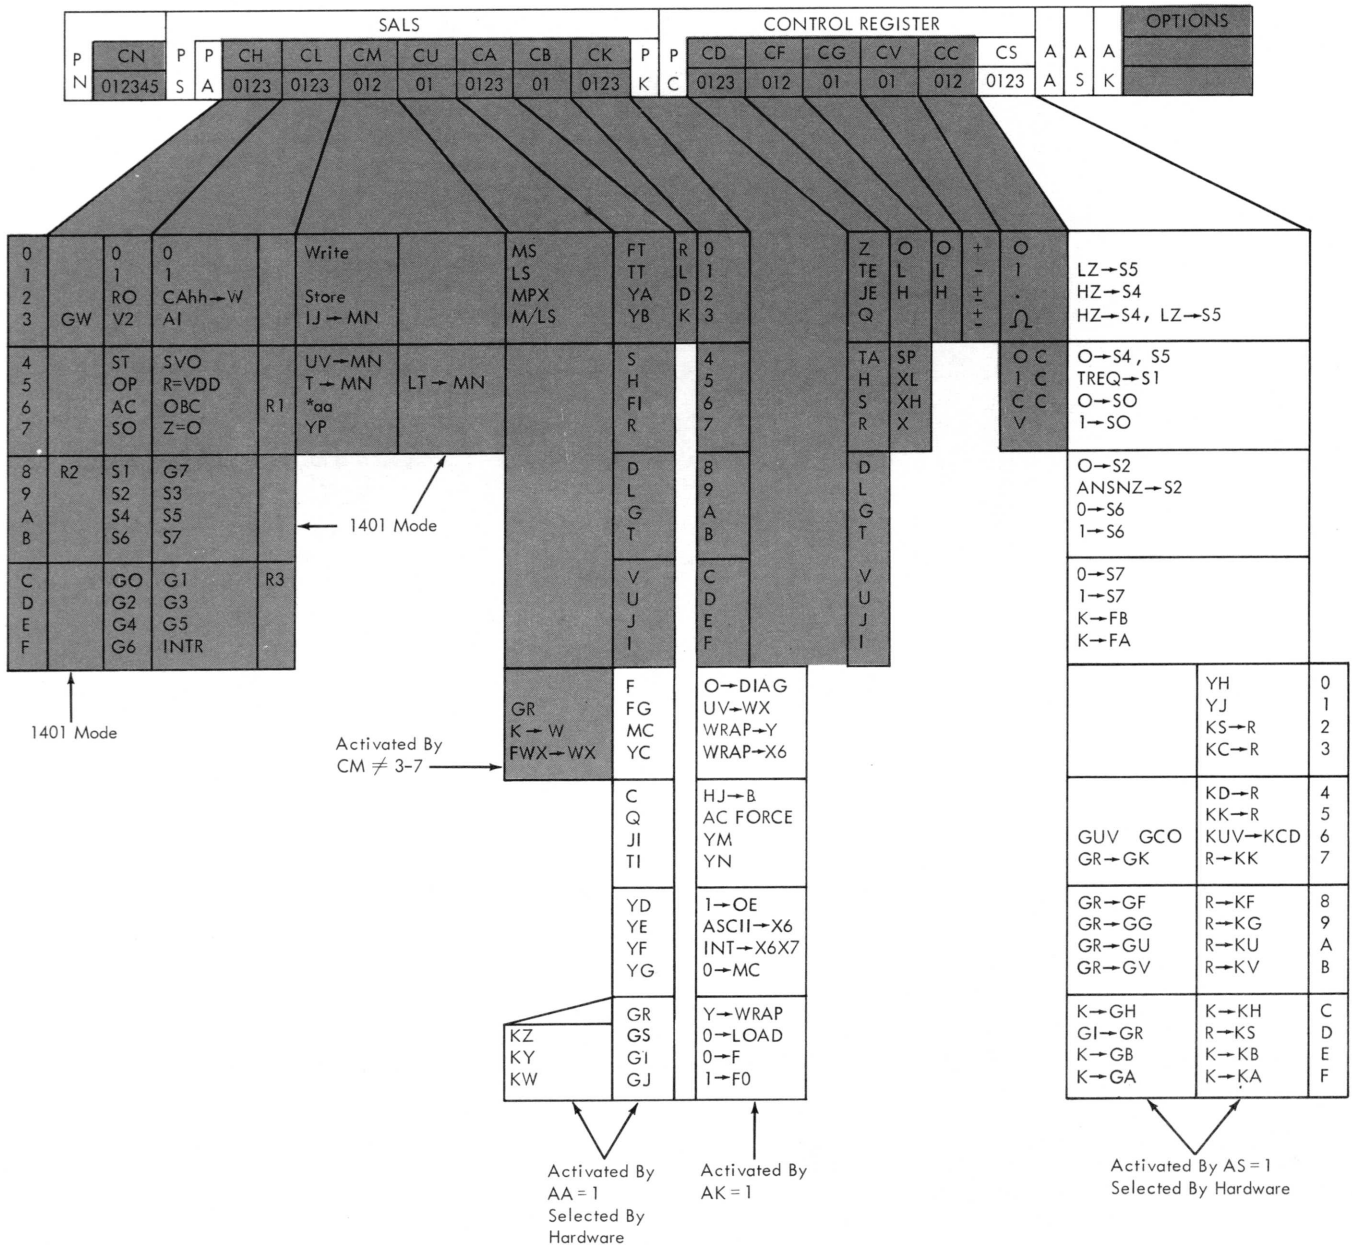 SALS CONTROL REGISTER OPTIONS
P N CN P S P A CH CL CM CU CA CB CK P K P C CD CF CG CV CC CS A A A S A K
012345 0123 0123 012 01 0123 01 0123 0123 012 01 01 012 0123
0 0 0 Write MS FT R 0 Z O O + O
1 1 1 LS TT L 1 TE L L - 1 LZ→S5
2 RO CAhh→W Store MPX YA D 2 JE H H ± . HZ→S4
3 GW V2 AI IJ→MN M/LS YB K 3 Q ± Ω HZ→S4, LZ→S5
4 ST SVO UV→MN S 4 TA SP O C O→S4, S5
5 OP R=VDD T→MN LT→MN H 5 H XL 1 C TREQ→S1
6 AC OBC R1 *aa FI 6 S XH C C O→SO
7 SO Z=O YP R 7 R X V 1→SO
8 R2 S1 G7 D 8 D O→S2
9 S2 S3 L 9 L ANSNZ→S2
A S4 S5 G A G 0→S6
B S6 S7 T B T 1→S6
1401 Mode
C GO G1 R3 V C V 0→S7
D G2 G3 U D U 1→S7
E G4 G5 J E J K→FB
F G6 INTR I F I K→FA
F O→DIAG YH 0
GR FG UV→WX YJ 1
K→W MC WRAP→Y KS→R 2
FWX→WX YC WRAP→X6 KC→R 3
1401 Mode
Activated By
CM ≠ 3-7
C HJ→B KD→R 4
Q AC FORCE KK→R 5
JI YM GUV GCO KUV→KCD 6
TI YN GR→GK R→KK 7
YD 1→OE GR→GF R→KF 8
YE ASCII→X6 GR→GG R→KG 9
YF INT→X6X7 GR→GU R→KU A
YG 0→MC GR→GV R→KV B
GR Y→WRAP K→GH K→KH C
KZ GS 0→LOAD GI→GR R→KS D
KY GI 0→F K→GB K→KB E
KW GJ 1→F0 K→GA K→KA F
Activated By
AA=1
Selected By
Hardware
Activated By
AK=1
Activated By AS=1
Selected By Hardware